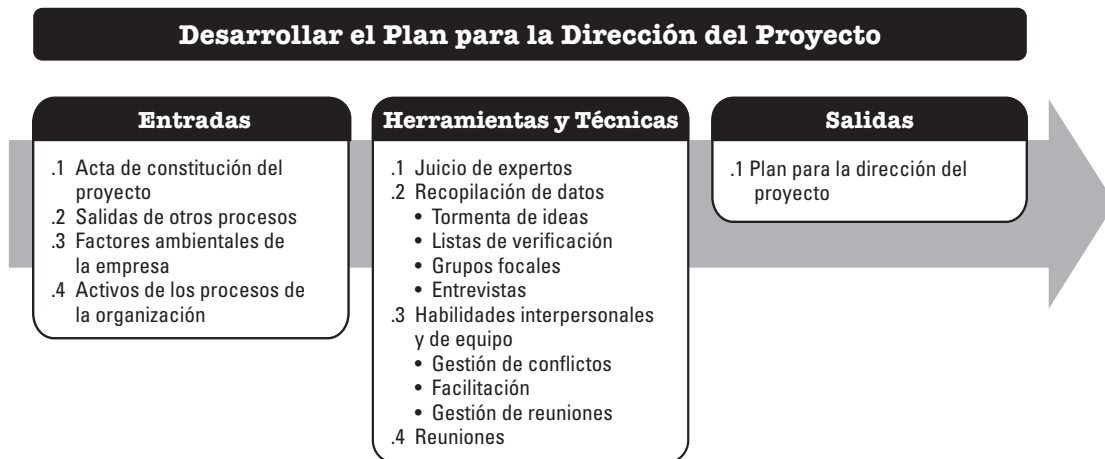 Desarrollar el Plan para la Dirección del Proyecto
Entradas
.1 Acta de constitución del
proyecto
.2 Salidas de otros procesos
.3 Factores ambientales de
la empresa
.4 Activos de los procesos de
la organización
Herramientas y Técnicas
.1 Juicio de expertos
.2 Recopilación de datos
• Tormenta de ideas
• Listas de verificación
• Grupos focales
• Entrevistas
.3 Habilidades interpersonales
y de equipo
• Gestión de conflictos
• Facilitación
• Gestión de reuniones
.4 Reuniones
Salidas
.1 Plan para la dirección del
proyecto